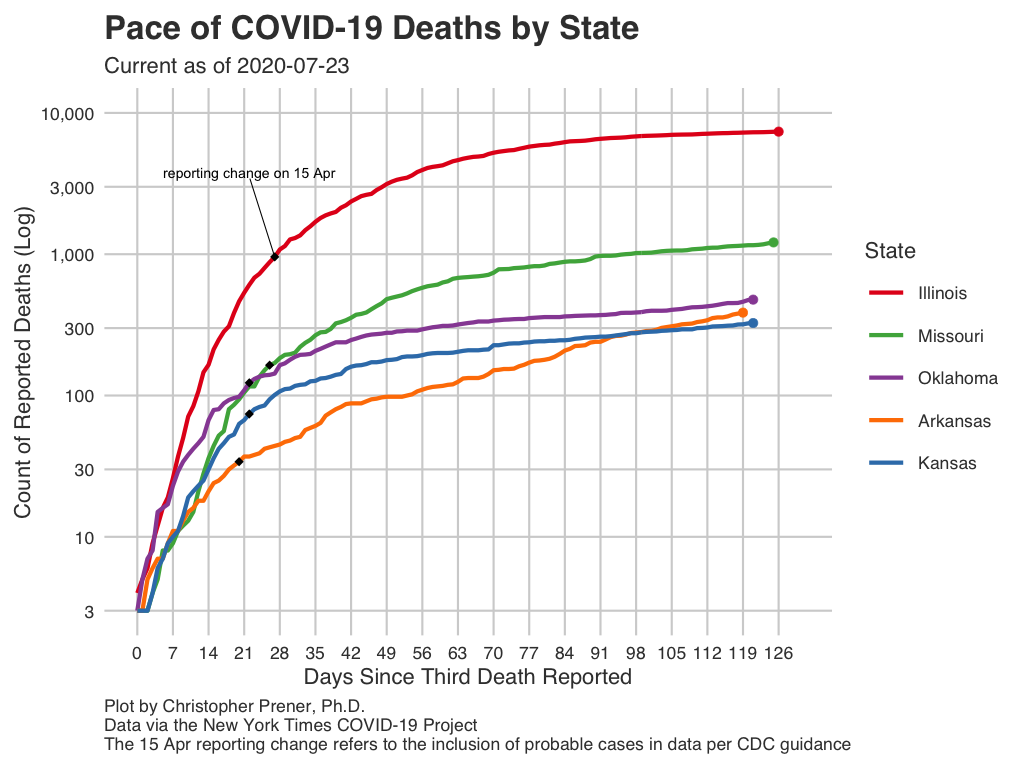 Pace of COVID-19 Deaths by State
Current as of 2020-07-23
Count of Reported Deaths (Log)
10,000
3,000
1,000
300
100
30
10
3
reporting change on 15 Apr
0 7 14 21 28 35 42 49 56 63 70 77 84 91 98 105 112 119 126
Days Since Third Death Reported
State
Illinois
Missouri
Oklahoma
Arkansas
Kansas
Plot by Christopher Prener, Ph.D.
Data via the New York Times COVID-19 Project
The 15 Apr reporting change refers to the inclusion of probable cases in data per CDC guidance